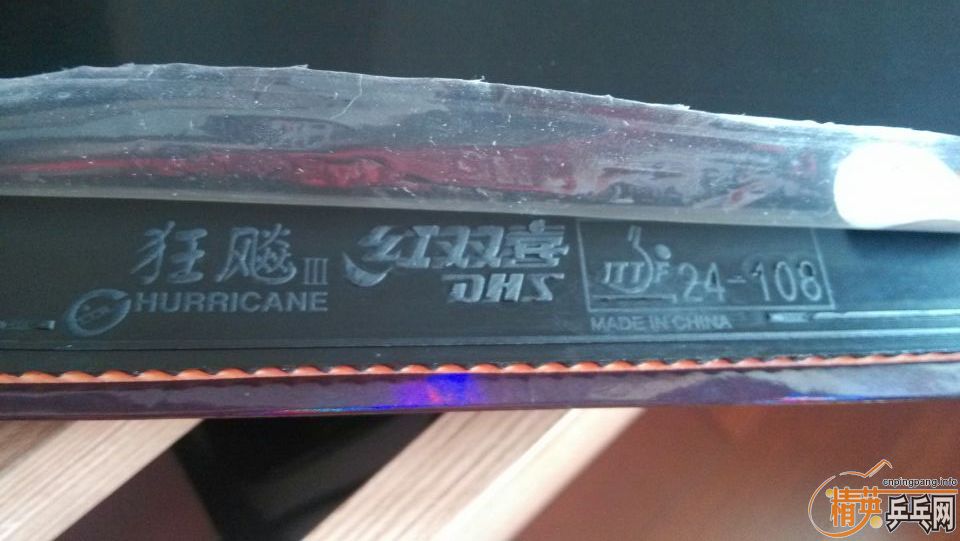 狂飚III
HURRICANE
红双喜
DHS
ITTF 24-108
MADE IN CHINA
cnpingpang.info
精英乒乓网